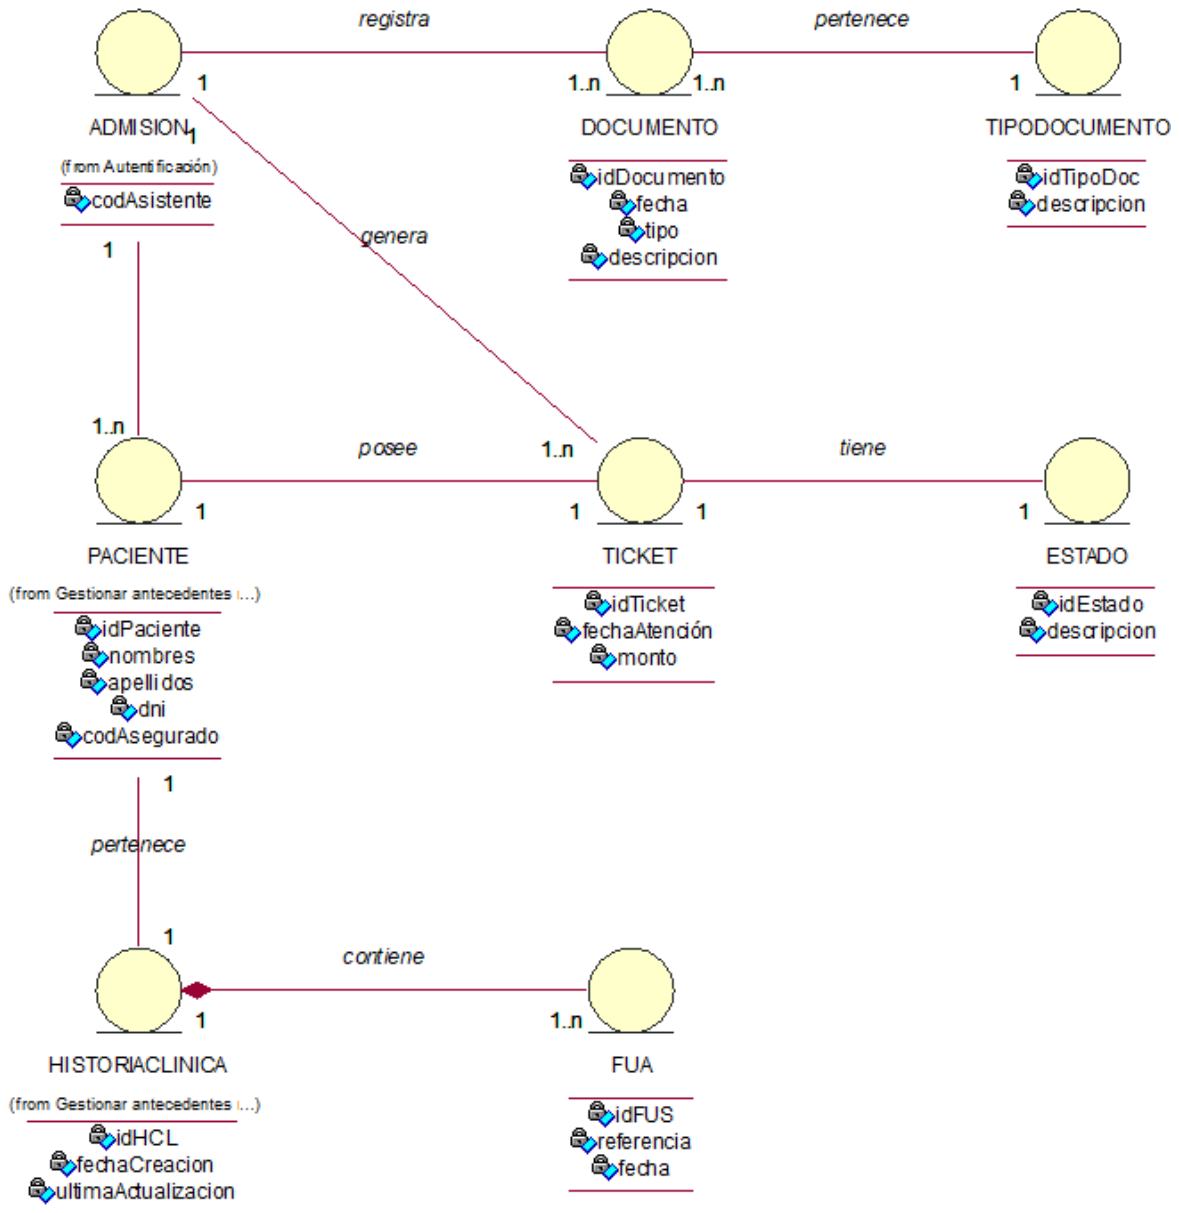 registra
pertenece
1
1..n
1..n
1
ADMISION
1
DOCUMENTO
TIPODOCUMENTO
(from Autentificación)
codAsistente
idDocumento
fecha
tipo
descripcion
idTipoDoc
descripcion
1
genera
1..n
posee
1..n
tiene
1
1
1
1
PACIENTE
TICKET
ESTADO
(from Gestionar antecedentes ...)
idPaciente
nombres
apellidos
dni
codAsegurado
idTicket
fechaAtención
monto
idEstado
descripcion
1
pertenece
1
contiene
1
1..n
HISTORIACLINICA
FUA
(from Gestionar antecedentes ...)
idHCL
fechaCreacion
ultimaActualizacion
idFUS
referencia
fecha